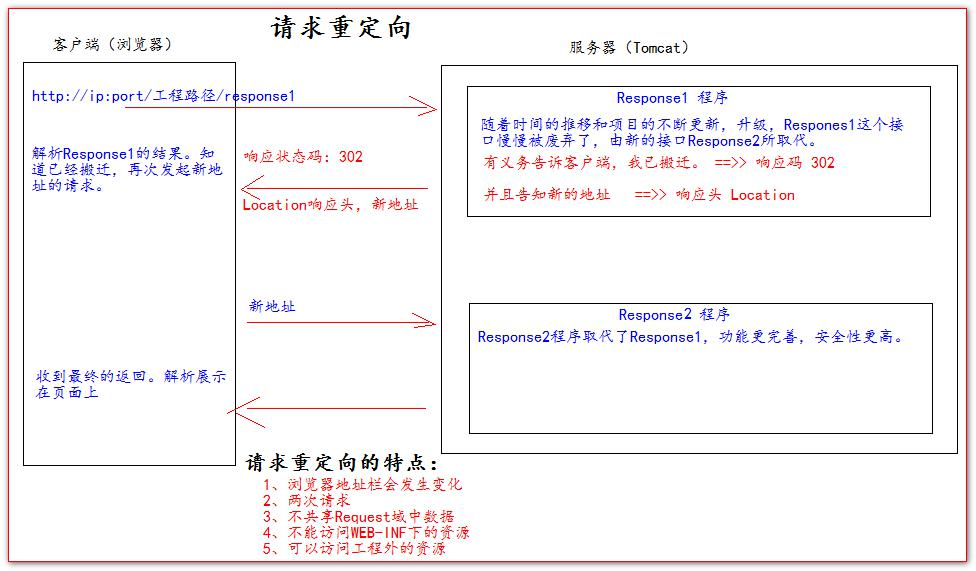 请求重定向
客户端（浏览器）
服务器（Tomcat）
http://ip:port/工程路径/response1
Response1 程序
随着时间的推移和项目的不断更新，升级，Respones1这个接
口慢慢被废弃了，由新的接口Response2所取代。
有义务告诉客户端，我已搬迁。 ==>> 响应码 302
并且告知新的地址 ==>> 响应头 Location
解析Response1的结果。知
道已经搬迁，再次发起新地
址的请求。
响应状态码：302
Location响应头，新地址
新地址
Response2 程序
Response2程序取代了Response1，功能更完善，安全性更高。
收到最终的返回。解析展示
在页面上
请求重定向的特点：
1、浏览器地址栏会发生变化
2、两次请求
3、不共享Request域中数据
4、不能访问WEB-INF下的资源
5、可以访问工程外的资源